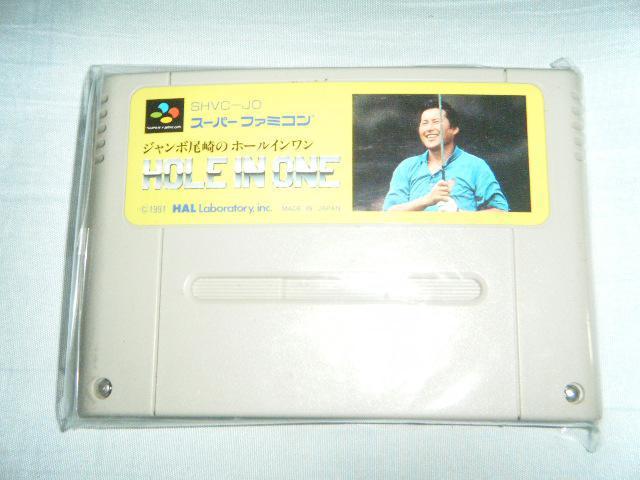 SHVC-JO
スーパーファミコン
ジャンボ尾崎のホールインワン
HOLE IN ONE
©1991 HAL Laboratory, inc. MADE IN JAPAN